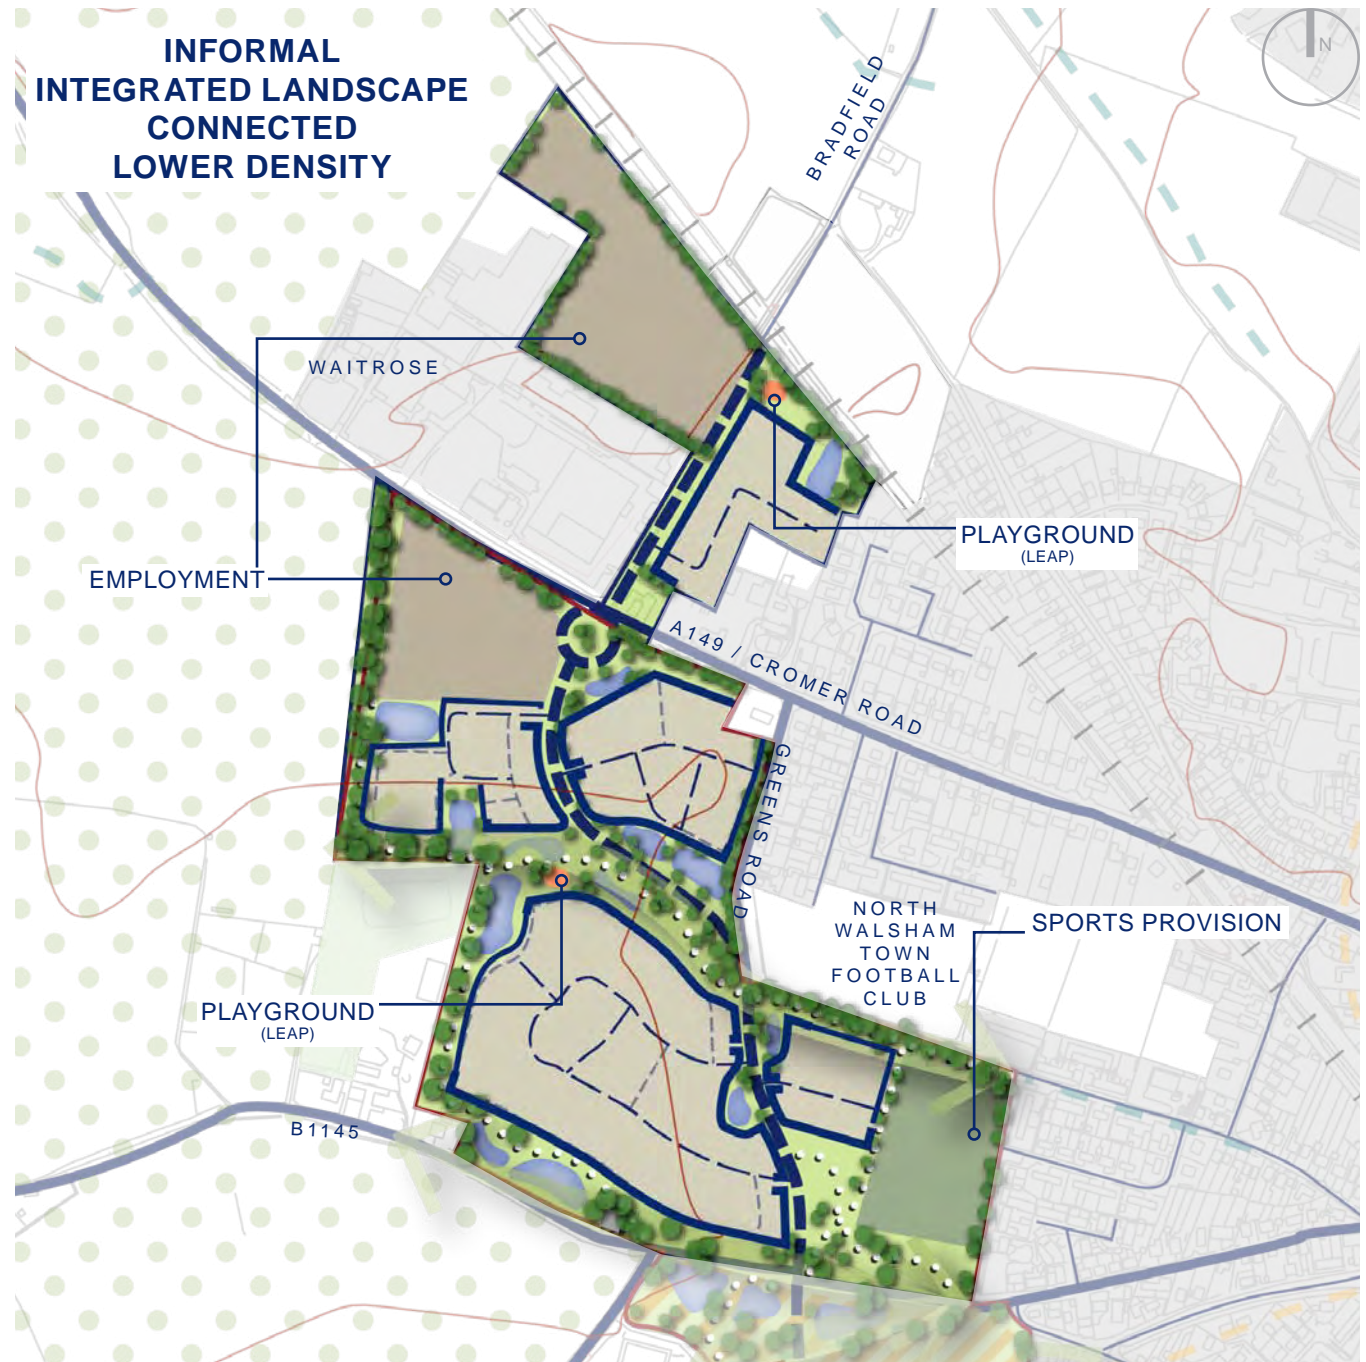 INFORMAL
INTEGRATED LANDSCAPE
CONNECTED
LOWER DENSITY
N
BRADFIELD
ROAD
WAITROSE
EMPLOYMENT
PLAYGROUND
(LEAP)
A149 / CROMER ROAD
GREENS ROAD
NORTH
WALSHAM
TOWN
FOOTBALL
CLUB
SPORTS PROVISION
PLAYGROUND
(LEAP)
B1145